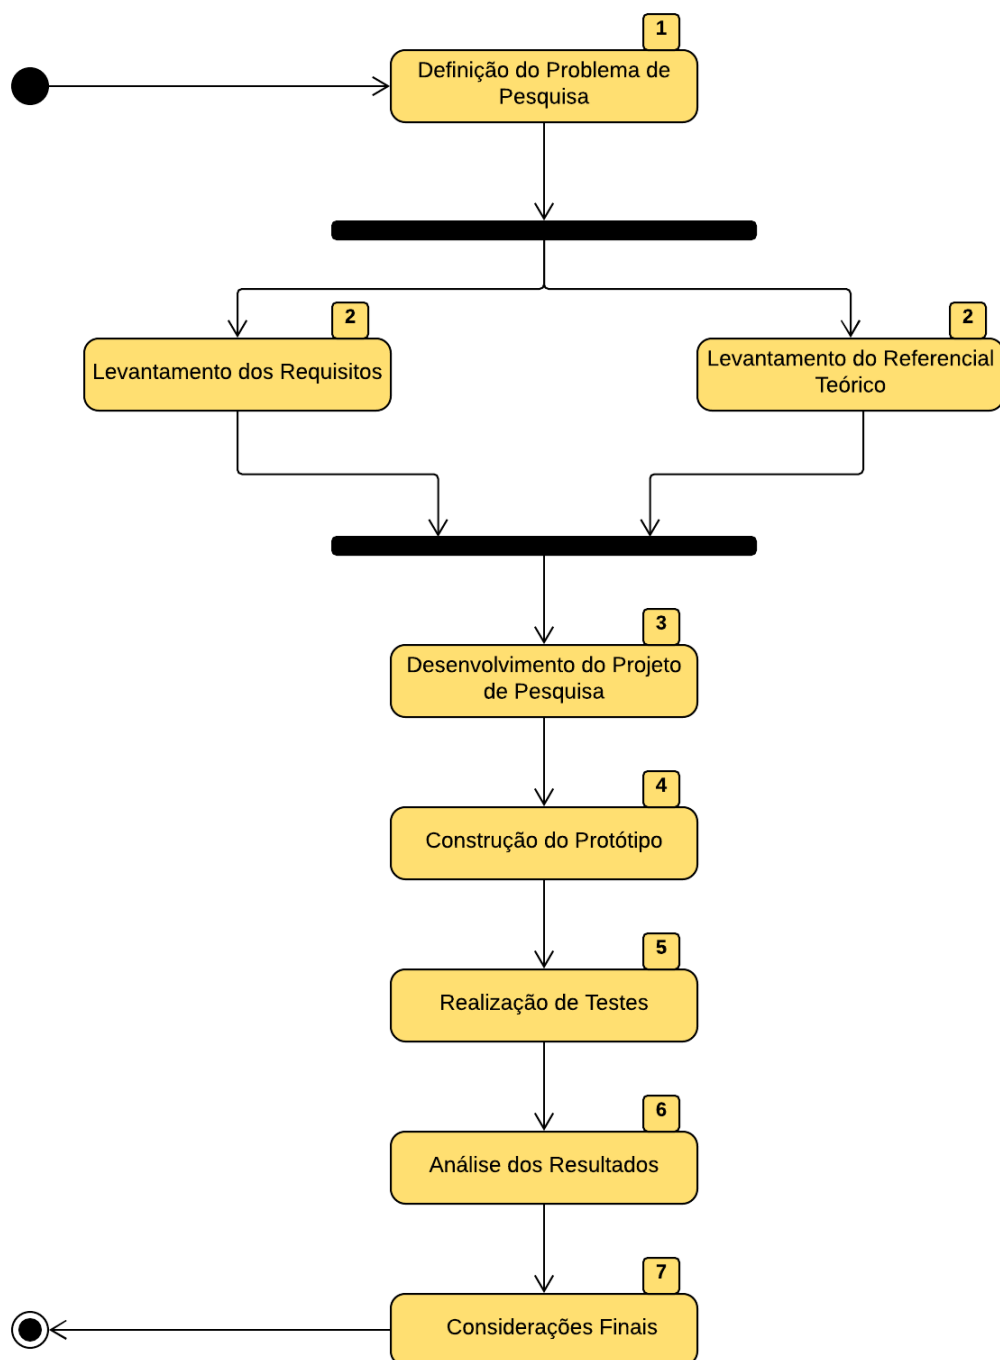 1
Definição do Problema de
Pesquisa
2
Levantamento dos Requisitos
2
Levantamento do Referencial
Teórico
3
Desenvolvimento do Projeto
de Pesquisa
4
Construção do Protótipo
5
Realização de Testes
6
Análise dos Resultados
7
Considerações Finais